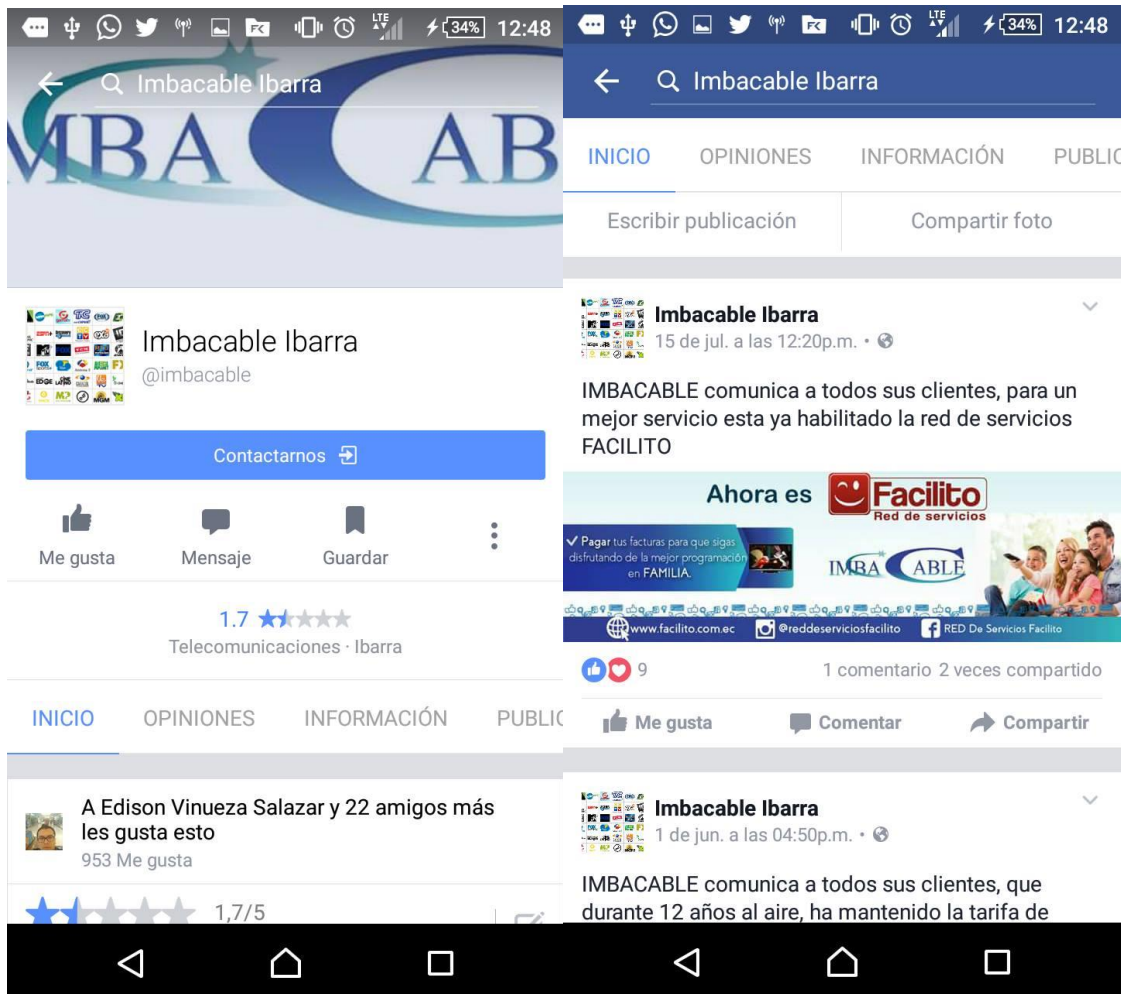 LTE
34%
12:48
Imbacable Ibarra
IMBA CAB
Imbacable Ibarra
@imbacable
Contactarnos
Me gusta
Mensaje
Guardar
1.7
Telecomunicaciones · Ibarra
INICIO
OPINIONES
INFORMACIÓN
PUBLIC
A Edison Vinueza Salazar y 22 amigos más
les gusta esto
953 Me gusta
1,7/5
LTE
34%
12:48
Imbacable Ibarra
INICIO
OPINIONES
INFORMACIÓN
PUBLIC
Escribir publicación
Compartir foto
Imbacable Ibarra
15 de jul. a las 12:20p.m.
IMBACABLE comunica a todos sus clientes, para un
mejor servicio esta ya habilitado la red de servicios
FACILITO
Ahora es
Facilito
Red de servicios
Pagar tus facturas para que sigas
disfrutando de la mejor programación
en FAMILIA.
IMBA CABLE
www.facilito.com.ec
@reddeserviciosfacilito
RED De Servicios Facilito
9
1 comentario 2 veces compartido
Me gusta
Comentar
Compartir
Imbacable Ibarra
1 de jun. a las 04:50p.m.
IMBACABLE comunica a todos sus clientes, que
durante 12 años al aire, ha mantenido la tarifa de